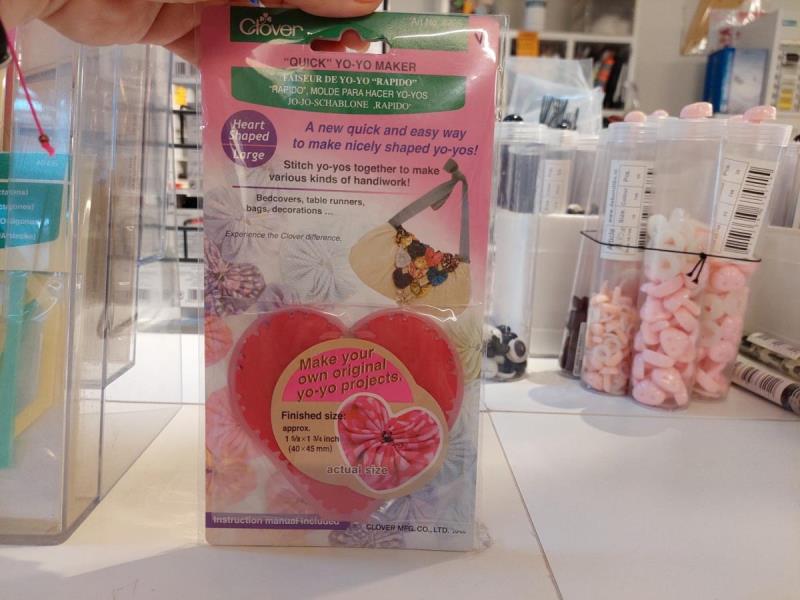 Clover
"QUICK" YO-YO MAKER
FAISEUR DE YO-YO "RAPIDO"
"RAPIDO", MOLDE PARA HACER YO-YOS
JO-JO-SCHABLONE „RAPIDO"
Heart
Shaped
Large
A new quick and easy way
to make nicely shaped yo-yos!
Stitch yo-yos together to make
various kinds of handiwork!
Bedcovers, table runners,
bags, decorations ...
Experience the Clover difference.
Make your
own original
yo-yo projects.
Finished size:
approx.
1 5/8 × 1 3/4 inch
(40 × 45 mm)
actual size
Instruction manual included
CLOVER MFG. CO., LTD.